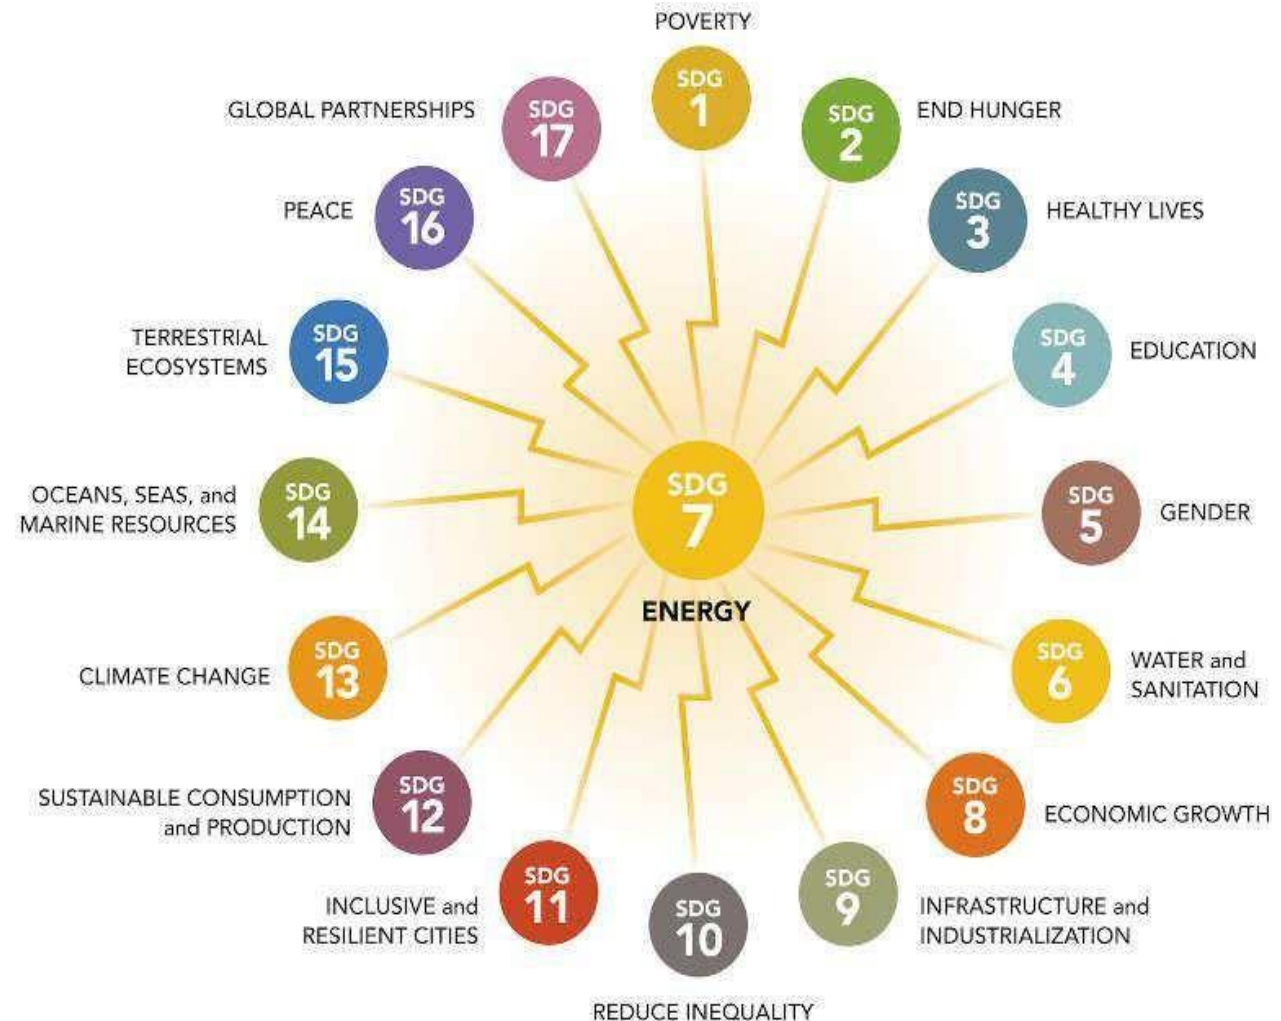 POVERTY
SDG
1
SDG
2
END HUNGER
SDG
3
HEALTHY LIVES
SDG
4
EDUCATION
SDG
5
GENDER
SDG
6
WATER and
SANITATION
SDG
8
ECONOMIC GROWTH
SDG
9
INFRASTRUCTURE and
INDUSTRIALIZATION
SDG
10
REDUCE INEQUALITY
SDG
11
INCLUSIVE and
RESILIENT CITIES
SDG
12
SUSTAINABLE CONSUMPTION
and PRODUCTION
SDG
13
CLIMATE CHANGE
SDG
14
OCEANS, SEAS, and
MARINE RESOURCES
SDG
15
TERRESTRIAL
ECOSYSTEMS
SDG
16
PEACE
SDG
17
GLOBAL PARTNERSHIPS
SDG
7
ENERGY